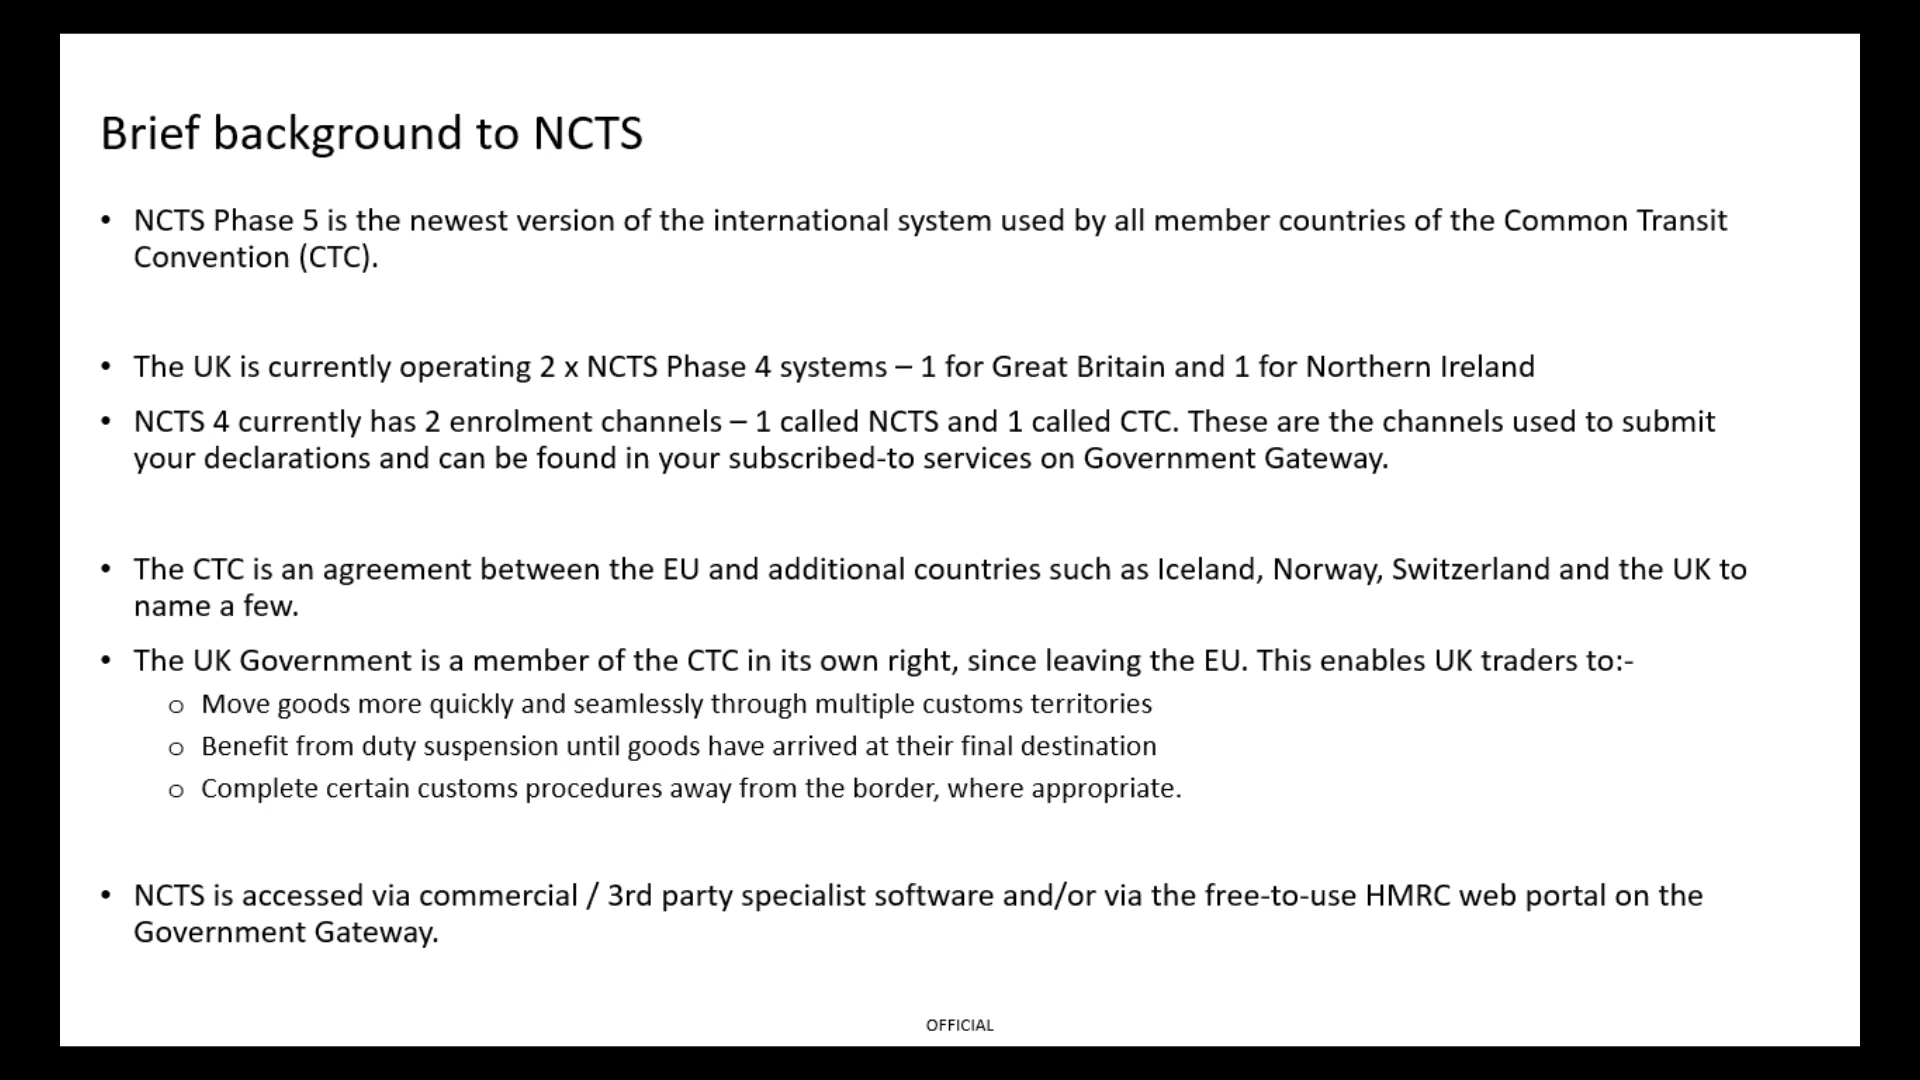 Brief background to NCTS
• NCTS Phase 5 is the newest version of the international system used by all member countries of the Common Transit
Convention (CTC).
• The UK is currently operating 2 x NCTS Phase 4 systems – 1 for Great Britain and 1 for Northern Ireland
• NCTS 4 currently has 2 enrolment channels – 1 called NCTS and 1 called CTC. These are the channels used to submit
your declarations and can be found in your subscribed-to services on Government Gateway.
• The CTC is an agreement between the EU and additional countries such as Iceland, Norway, Switzerland and the UK to
name a few.
• The UK Government is a member of the CTC in its own right, since leaving the EU. This enables UK traders to:-
o Move goods more quickly and seamlessly through multiple customs territories
o Benefit from duty suspension until goods have arrived at their final destination
o Complete certain customs procedures away from the border, where appropriate.
• NCTS is accessed via commercial / 3rd party specialist software and/or via the free-to-use HMRC web portal on the
Government Gateway.
OFFICIAL